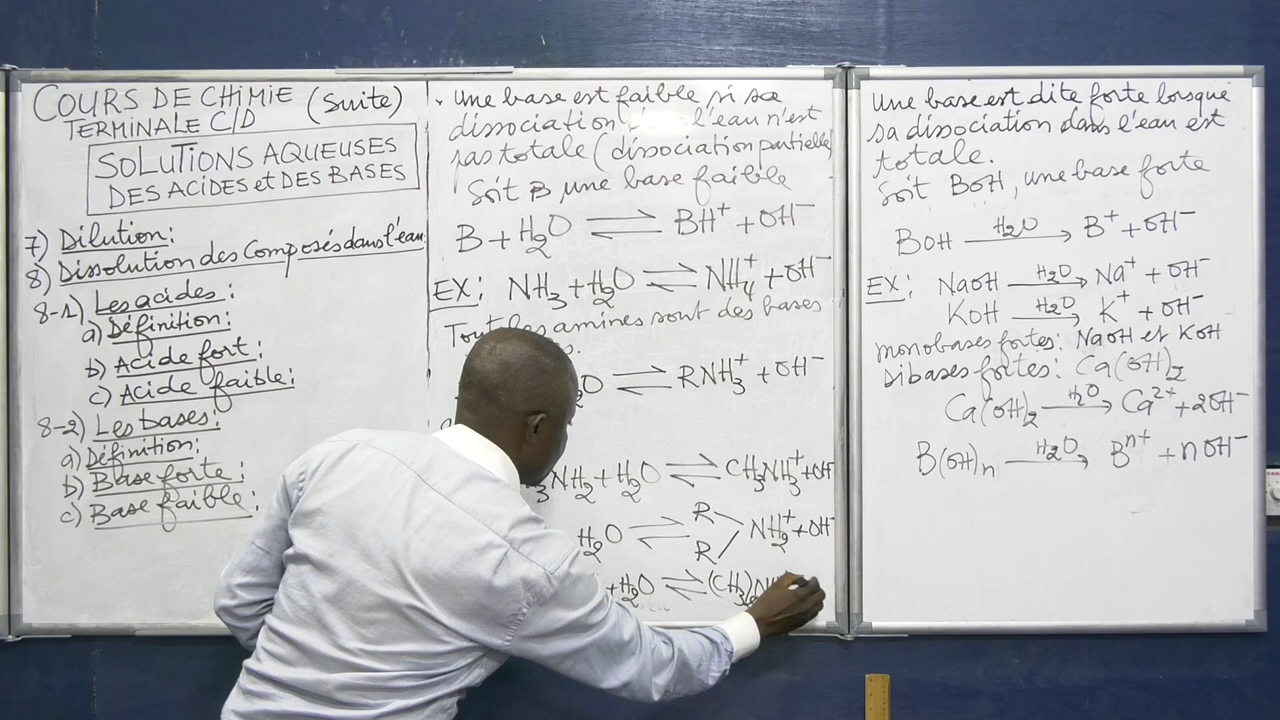 COURS DE CHIMIE (Suite)
TERMINALE C/D
SOLUTIONS AQUEUSES
DES ACIDES et DES BASES
7) Dilution:
8) Dissolution des Composés dans l'eau
8-1) Les acides:
a) Définition:
b) Acide fort:
c) Acide faible:
8-2) Les bases:
a) Définition:
b) Base forte:
c) Base faible:
. Une base est faible, si sa
dissociation l'eau n'est
pas totale (dissociation partielle)
Soit B une base faible
B + H₂O ⇌ BH⁺ + OH⁻
EX: NH₃ + H₂O ⇌ NH₄⁺ + OH⁻
les amines sont des bases
O ⇌ RNH₃⁺ + OH⁻
₃NH₂ + H₂O ⇌ CH₃NH₃⁺ + OH
H₂O ⇌ R R NH₂⁺ + OH⁻
+ H₂O ⇌ (CH₃)₂
Une base est dite forte lorsque
sa dissociation dans l'eau est
totale.
Soit BOH, une base forte
BOH —H₂O→ B⁺ + OH⁻
EX: NaOH —H₂O→ Na⁺ + OH⁻
KOH —H₂O→ K⁺ + OH⁻
monobases fortes: NaOH et KOH
Dibases fortes: Ca(OH)₂
Ca(OH)₂ —H₂O→ Ca²⁺ + 2OH⁻
B(OH)n —H₂O→ Bⁿ⁺ + nOH⁻